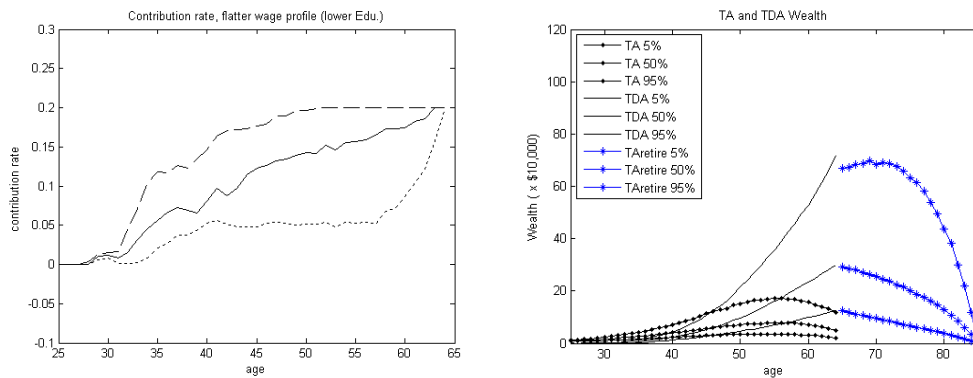 Contribution rate, flatter wage profile (lower Edu.)
0.3
0.25
0.2
0.15
0.1
0.05
0
-0.05
-0.1
contribution rate
25 30 35 40 45 50 55 60 65
age
TA and TDA Wealth
120
100
80
60
40
20
0
Wealth ( x $10,000)
TA 5%
TA 50%
TA 95%
TDA 5%
TDA 50%
TDA 95%
TAretire 5%
TAretire 50%
TAretire 95%
30 40 50 60 70 80
age